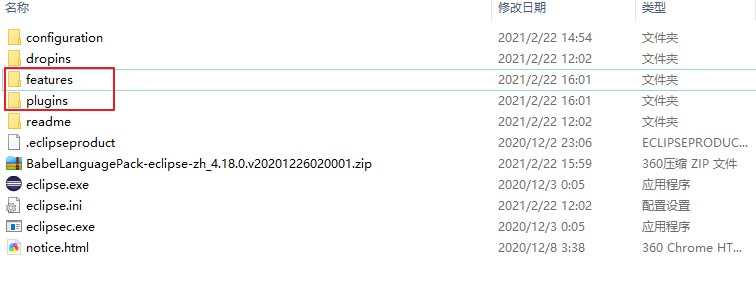 名称 修改日期 类型
configuration 2021/2/22 14:54 文件夹
dropins 2021/2/22 12:02 文件夹
features 2021/2/22 16:01 文件夹
plugins 2021/2/22 16:01 文件夹
readme 2021/2/22 12:02 文件夹
.eclipseproduct 2020/12/2 23:06 ECLIPSEPRODUC...
BabelLanguagePack-eclipse-zh_4.18.0.v20201226020001.zip 2021/2/22 15:59 360压缩 ZIP 文件
eclipse.exe 2020/12/3 0:05 应用程序
eclipse.ini 2021/2/22 12:02 配置设置
eclipsec.exe 2020/12/3 0:05 应用程序
notice.html 2020/12/8 3:38 360 Chrome HT...